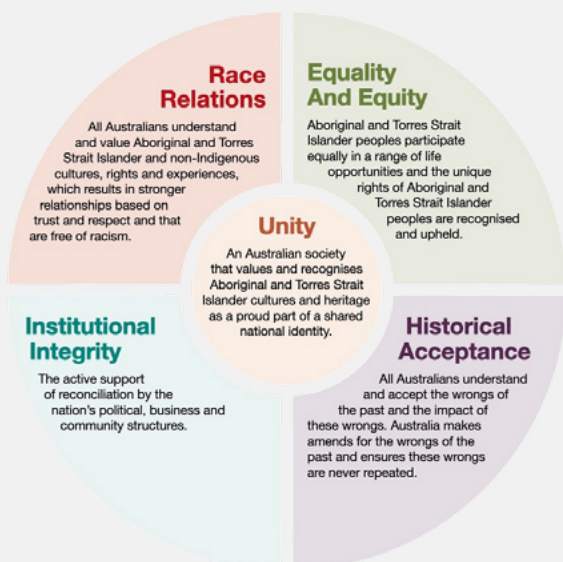 Race
Relations
All Australians understand
and value Aboriginal and Torres
Strait Islander and non-Indigenous
cultures, rights and experiences,
which results in stronger
relationships based on
trust and respect and that
are free of racism.
Equality
And Equity
Aboriginal and Torres Strait
Islander peoples participate
equally in a range of life
opportunities and the unique
rights of Aboriginal and
Torres Strait Islander
peoples are recognised
and upheld.
Unity
An Australian society
that values and recognises
Aboriginal and Torres Strait
Islander cultures and heritage
as a proud part of a shared
national identity.
Institutional
Integrity
The active support
of reconciliation by the
nation's political, business and
community structures.
Historical
Acceptance
All Australians understand
and accept the wrongs of
the past and the impact of
these wrongs. Australia makes
amends for the wrongs of the
past and ensures these wrongs
are never repeated.